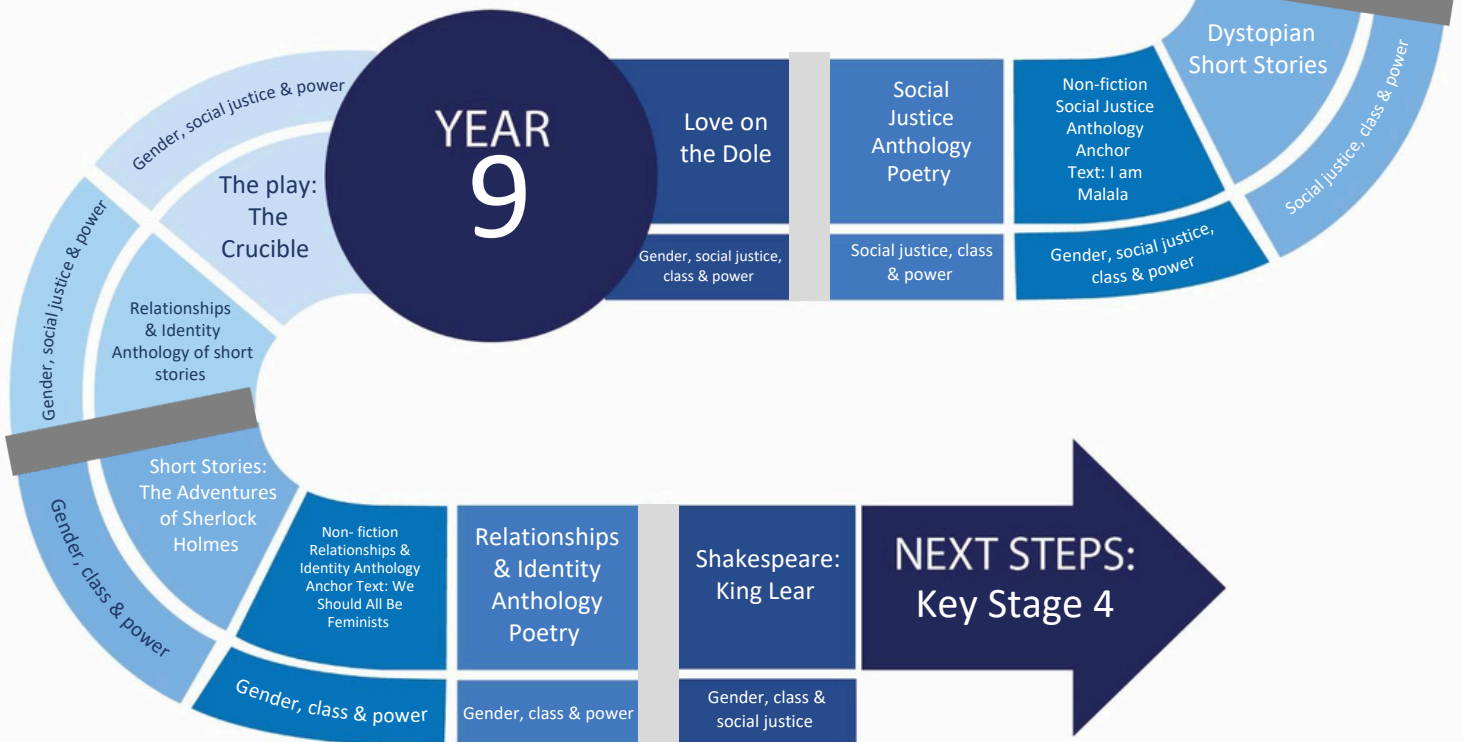 Dystopian
Short Stories
Social justice, class & power
Non-fiction
Social Justice
Anthology
Anchor
Text: I am
Malala
Gender, social justice,
class & power
Social
Justice
Anthology
Poetry
Social justice, class
& power
Love on
the Dole
Gender, social justice,
class & power
YEAR
9
The play:
The
Crucible
Gender, social justice & power
Relationships
& Identity
Anthology of short
stories
Gender, social justice & power
Short Stories:
The Adventures
of Sherlock
Holmes
Gender, class & power
Non- fiction
Relationships &
Identity Anthology
Anchor Text: We
Should All Be
Feminists
Gender, class & power
Relationships
& Identity
Anthology
Poetry
Gender, class & power
Shakespeare:
King Lear
Gender, class &
social justice
NEXT STEPS:
Key Stage 4